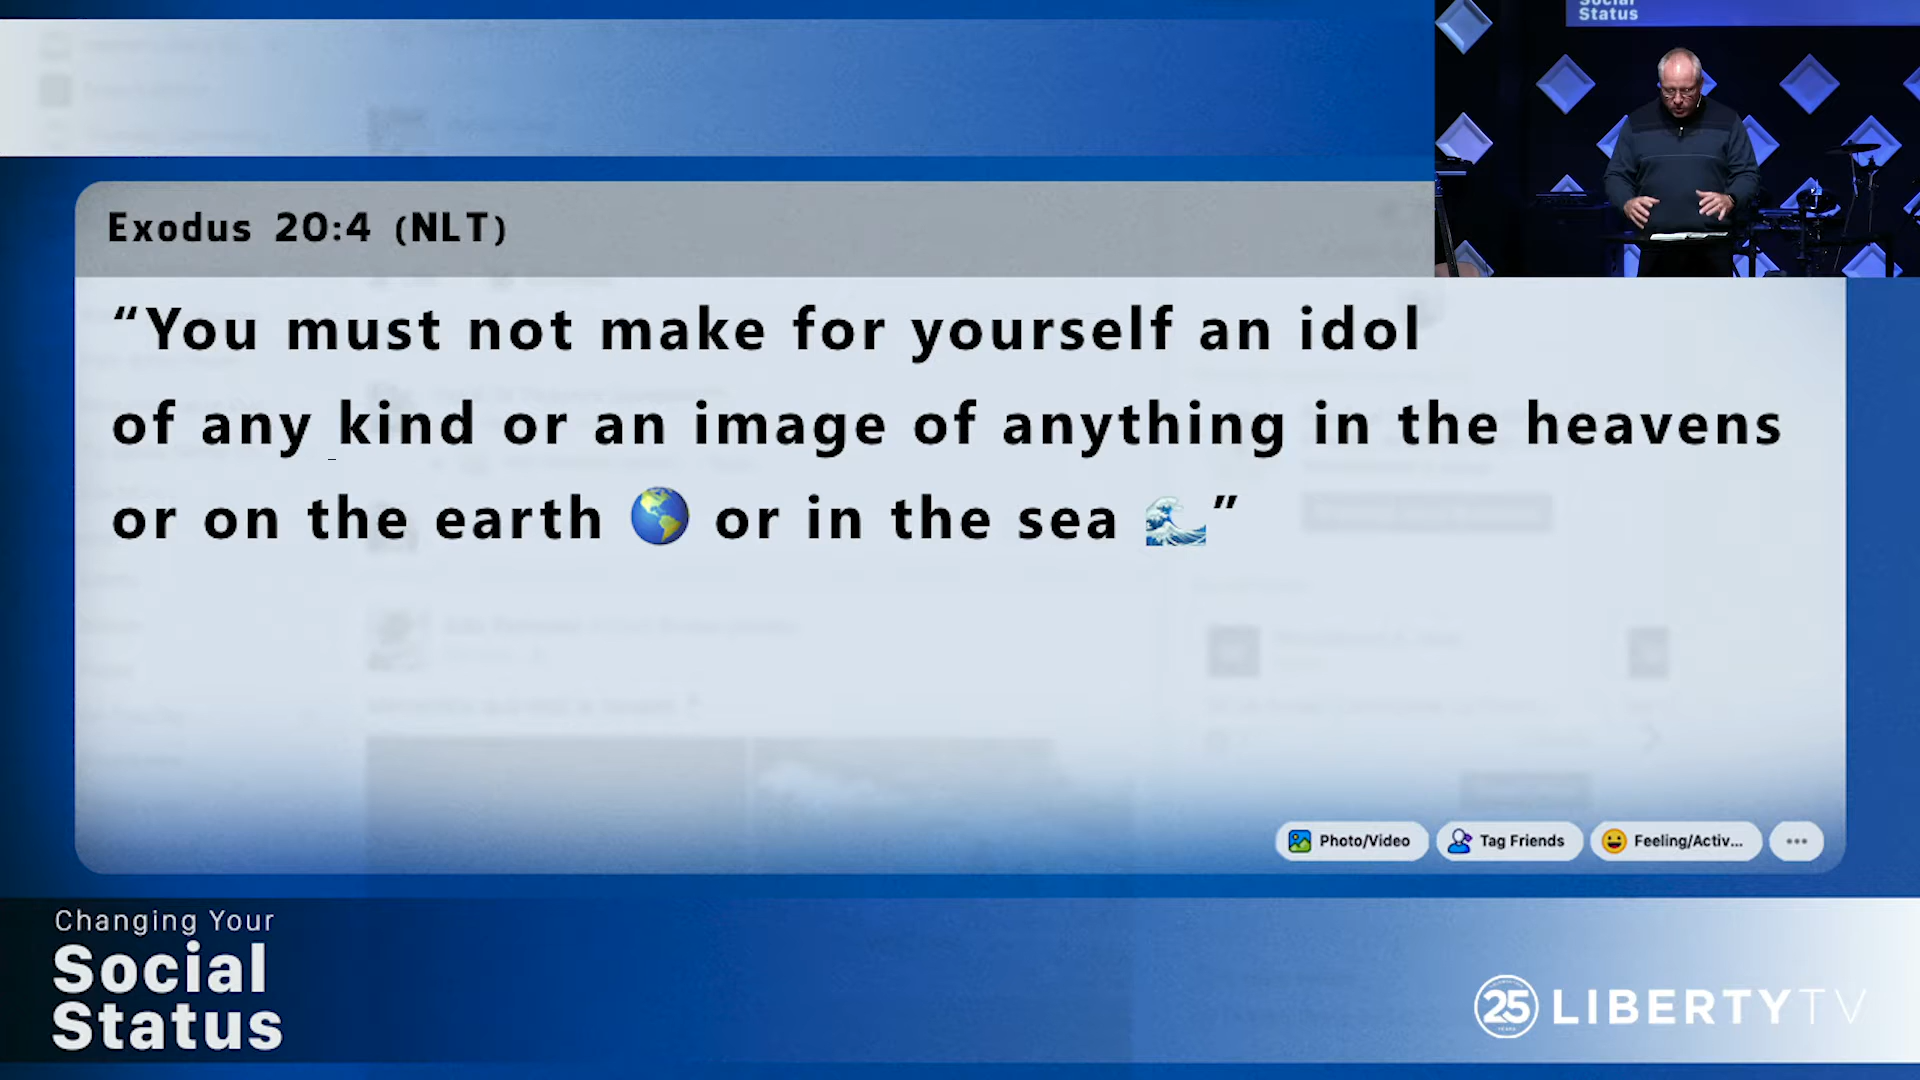 Social
Status
Exodus 20:4 (NLT)
“You must not make for yourself an idol
of any kind or an image of anything in the heavens
or on the earth 🌎 or in the sea 🌊”
Photo/Video
Tag Friends
Feeling/Activ...
Changing Your
Social
Status
25 LIBERTYTV